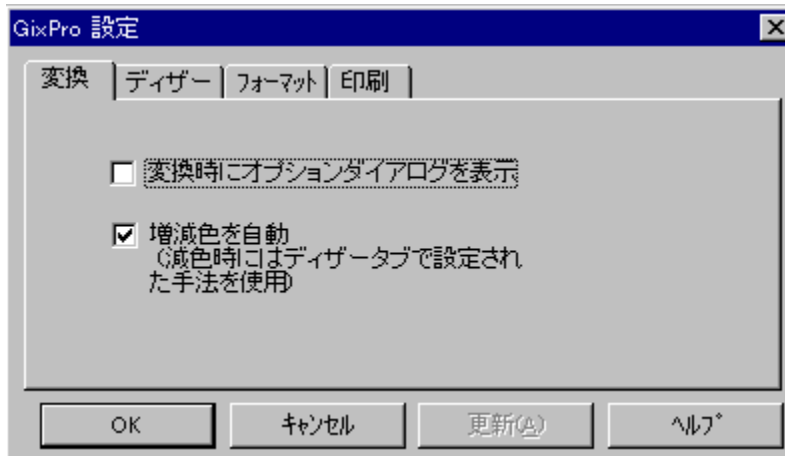 GixPro 設定
変換 ディザー フォーマット 印刷
変換時にオプションダイアログを表示
増減色を自動
(減色時にはディザータブで設定され
た手法を使用)
OK キャンセル 更新(A) ヘルプ